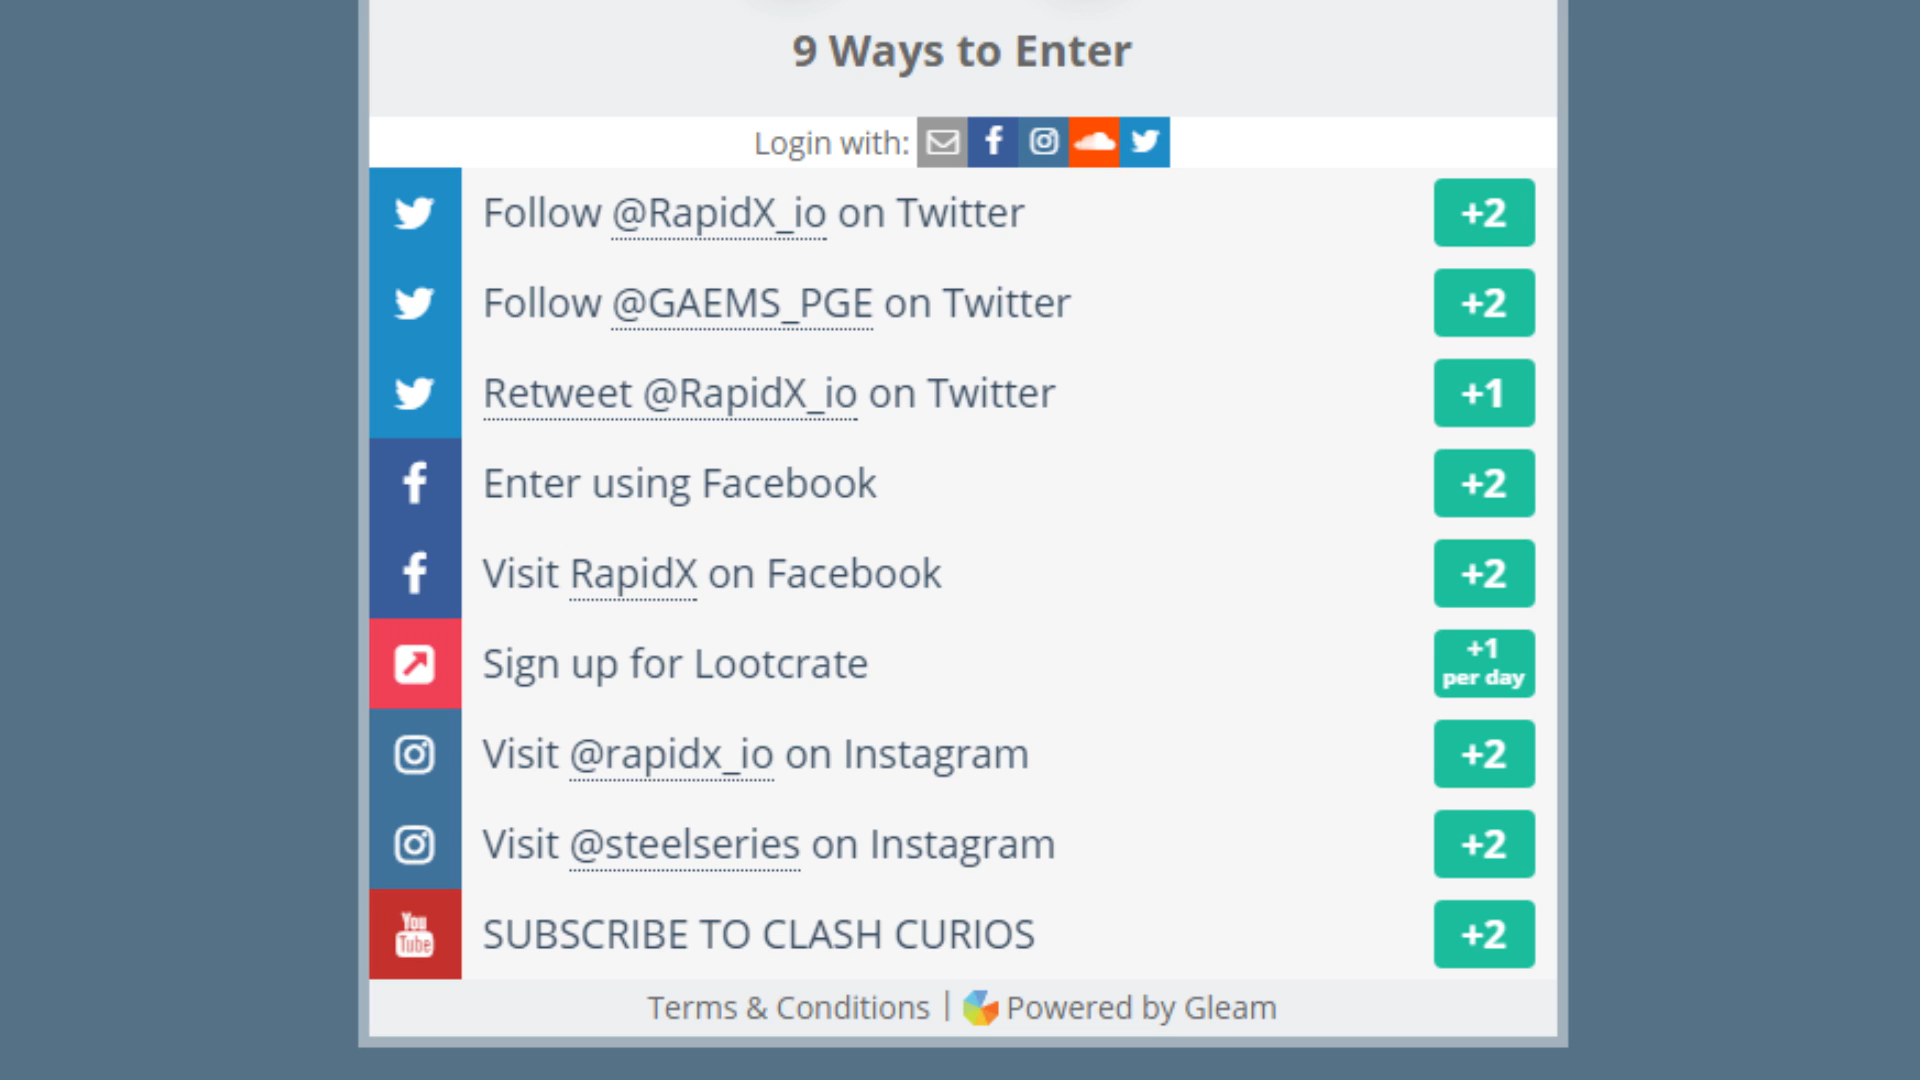 9 Ways to Enter
Login with:
Follow @RapidX_io on Twitter +2
Follow @GAEMS_PGE on Twitter +2
Retweet @RapidX_io on Twitter +1
Enter using Facebook +2
Visit RapidX on Facebook +2
Sign up for Lootcrate +1 per day
Visit @rapidx_io on Instagram +2
Visit @steelseries on Instagram +2
You Tube SUBSCRIBE TO CLASH CURIOS +2
Terms & Conditions | Powered by Gleam